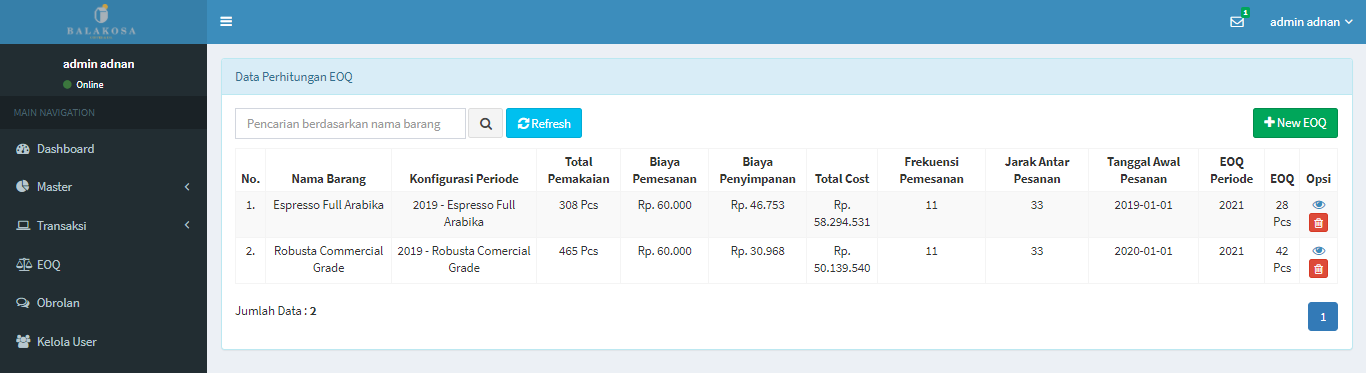 BALAKOSA
1
admin adnan
admin adnan
Online
MAIN NAVIGATION
Dashboard
Master
Transaksi
EOQ
Obrolan
Kelola User
Data Perhitungan EOQ
Pencarian berdasarkan nama barang
Refresh
New EOQ
No. Nama Barang Konfigurasi Periode Total Pemakaian Biaya Pemesanan Biaya Penyimpanan Total Cost Frekuensi Pemesanan Jarak Antar Pesanan Tanggal Awal Pesanan EOQ Periode EOQ Opsi
1. Espresso Full Arabika 2019 - Espresso Full Arabika 308 Pcs Rp. 60.000 Rp. 46.753 Rp. 58.294.531 11 33 2019-01-01 2021 28 Pcs
2. Robusta Commercial Grade 2019 - Robusta Comercial Grade 465 Pcs Rp. 60.000 Rp. 30.968 Rp. 50.139.540 11 33 2020-01-01 2021 42 Pcs
Jumlah Data : 2
1